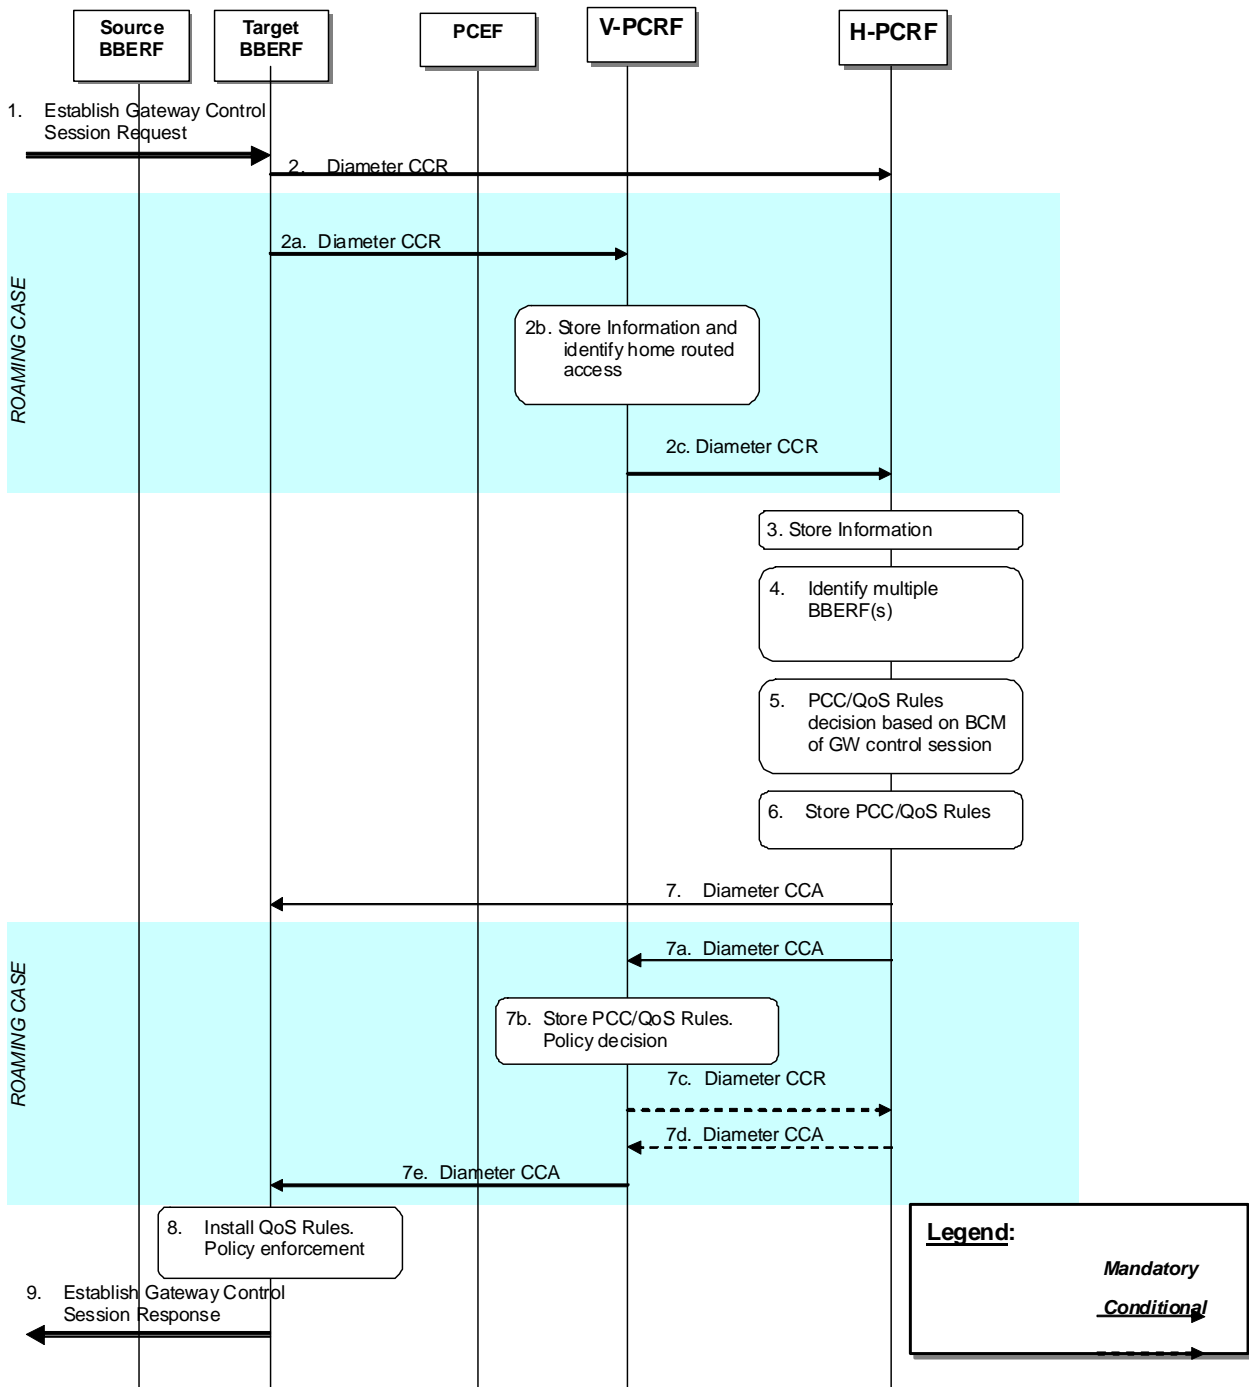 Source
BBERF
Target
BBERF
PCEF
V-PCRF
H-PCRF
1. Establish Gateway Control
Session Request
2. Diameter CCR
ROAMING CASE
2a. Diameter CCR
2b. Store Information and
identify home routed
access
2c. Diameter CCR
3. Store Information
4. Identify multiple
BBERF(s)
5. PCC/QoS Rules
decision based on BCM
of GW control session
6. Store PCC/QoS Rules
7. Diameter CCA
ROAMING CASE
7a. Diameter CCA
7b. Store PCC/QoS Rules.
Policy decision
7c. Diameter CCR
7d. Diameter CCA
7e. Diameter CCA
8. Install QoS Rules.
Policy enforcement
9. Establish Gateway Control
Session Response
Legend:
Mandatory
Conditional